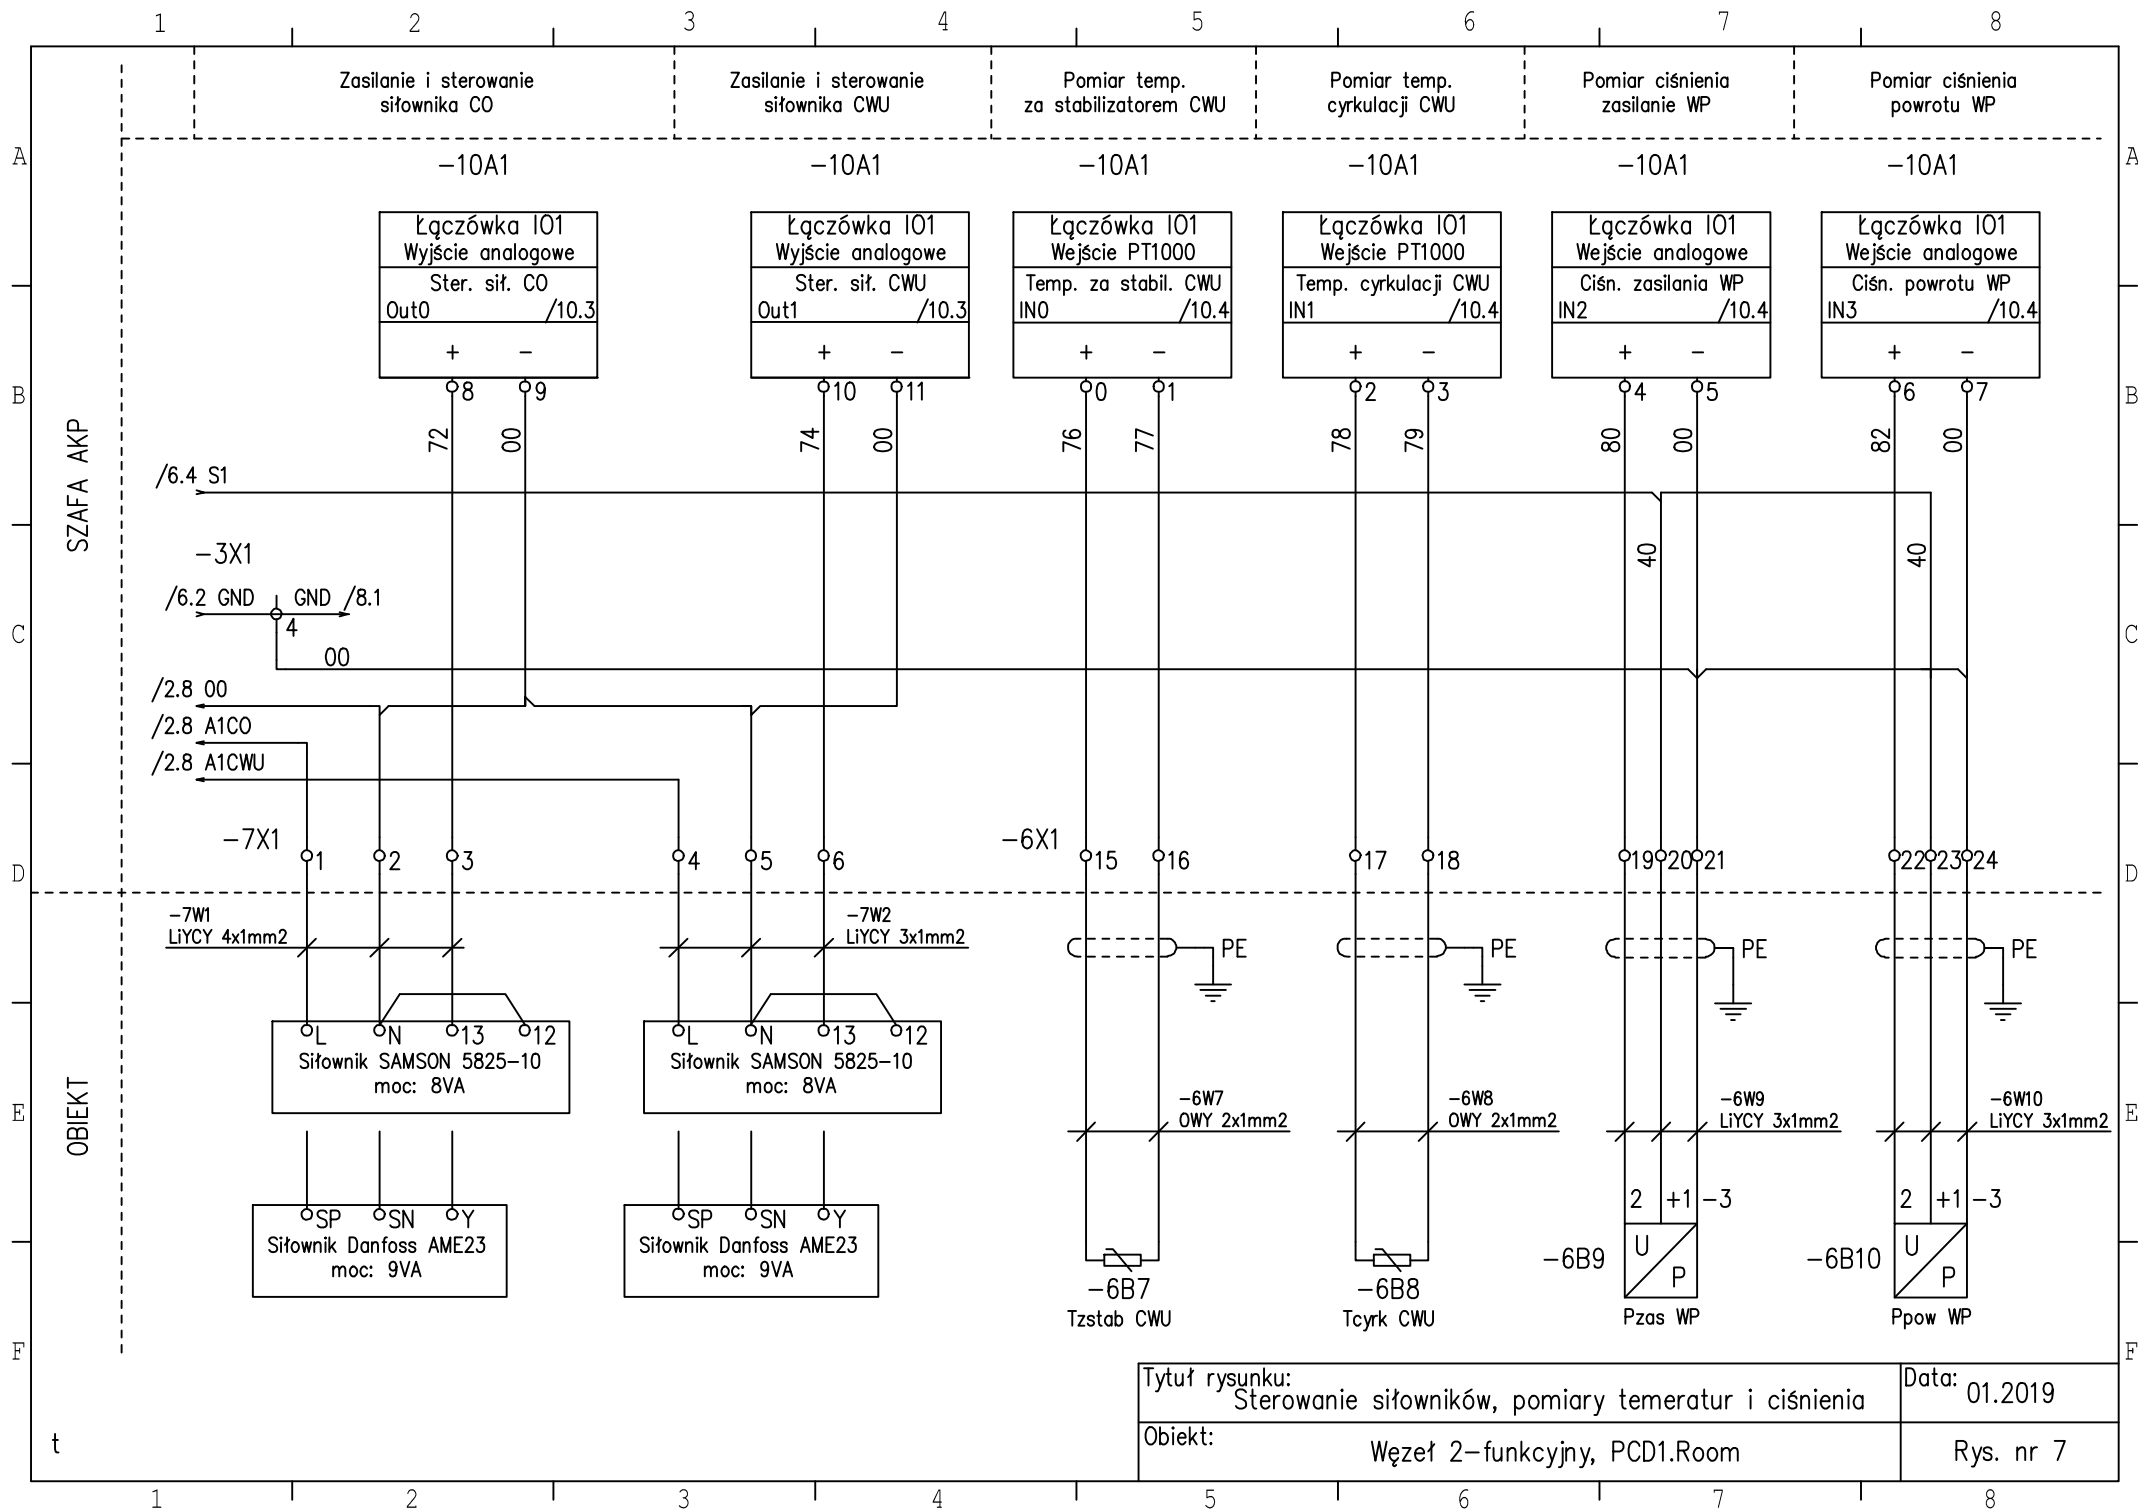 1 2 3 4 5 6 7 8
Zasilanie i sterowanie
siłownika CO
Zasilanie i sterowanie
siłownika CWU
Pomiar temp.
za stabilizatorem CWU
Pomiar temp.
cyrkulacji CWU
Pomiar ciśnienia
zasilanie WP
Pomiar ciśnienia
powrotu WP
A A
-10A1 -10A1 -10A1 -10A1 -10A1 -10A1
Łączówka IO1
Wyjście analogowe
Ster. sił. CO
Out0 /10.3
+ -
8 9
Łączówka IO1
Wyjście analogowe
Ster. sił. CWU
Out1 /10.3
+ -
10 11
Łączówka IO1
Wejście PT1000
Temp. za stabil. CWU
IN0 /10.4
+ -
0 1
Łączówka IO1
Wejście PT1000
Temp. cyrkulacji CWU
IN1 /10.4
+ -
2 3
Łączówka IO1
Wejście analogowe
Ciśn. zasilania WP
IN2 /10.4
+ -
4 5
Łączówka IO1
Wejście analogowe
Ciśn. powrotu WP
IN3 /10.4
+ -
6 7
B B
72 00 74 00 76 77 78 79 80 00 82 00
SZAFA AKP
/6.4 S1
-3X1
40 40
/6.2 GND GND /8.1
4
C C
00
/2.8 00
/2.8 A1CO
/2.8 A1CWU
-7X1 1 2 3 4 5 6
-6X1 15 16 17 18 19 20 21 22 23 24
D D
-7W1
LiYCY 4x1mm2
-7W2
LiYCY 3x1mm2
PE PE PE PE
L N 13 12
Siłownik SAMSON 5825-10
moc: 8VA
L N 13 12
Siłownik SAMSON 5825-10
moc: 8VA
OBIEKT
E E
-6W7
OWY 2x1mm2
-6W8
OWY 2x1mm2
-6W9
LiYCY 3x1mm2
-6W10
LiYCY 3x1mm2
SP SN Y
Siłownik Danfoss AME23
moc: 9VA
SP SN Y
Siłownik Danfoss AME23
moc: 9VA
2 +1 -3
2 +1 -3
-6B7
Tzstab CWU
-6B8
Tcyrk CWU
-6B9 U P
Pzas WP
-6B10 U P
Ppow WP
F F
Tytuł rysunku:
Sterowanie siłowników, pomiary temeratur i ciśnienia
Data: 01.2019
Obiekt:
Węzeł 2-funkcyjny, PCD1.Room
Rys. nr 7
t
1 2 3 4 5 6 7 8